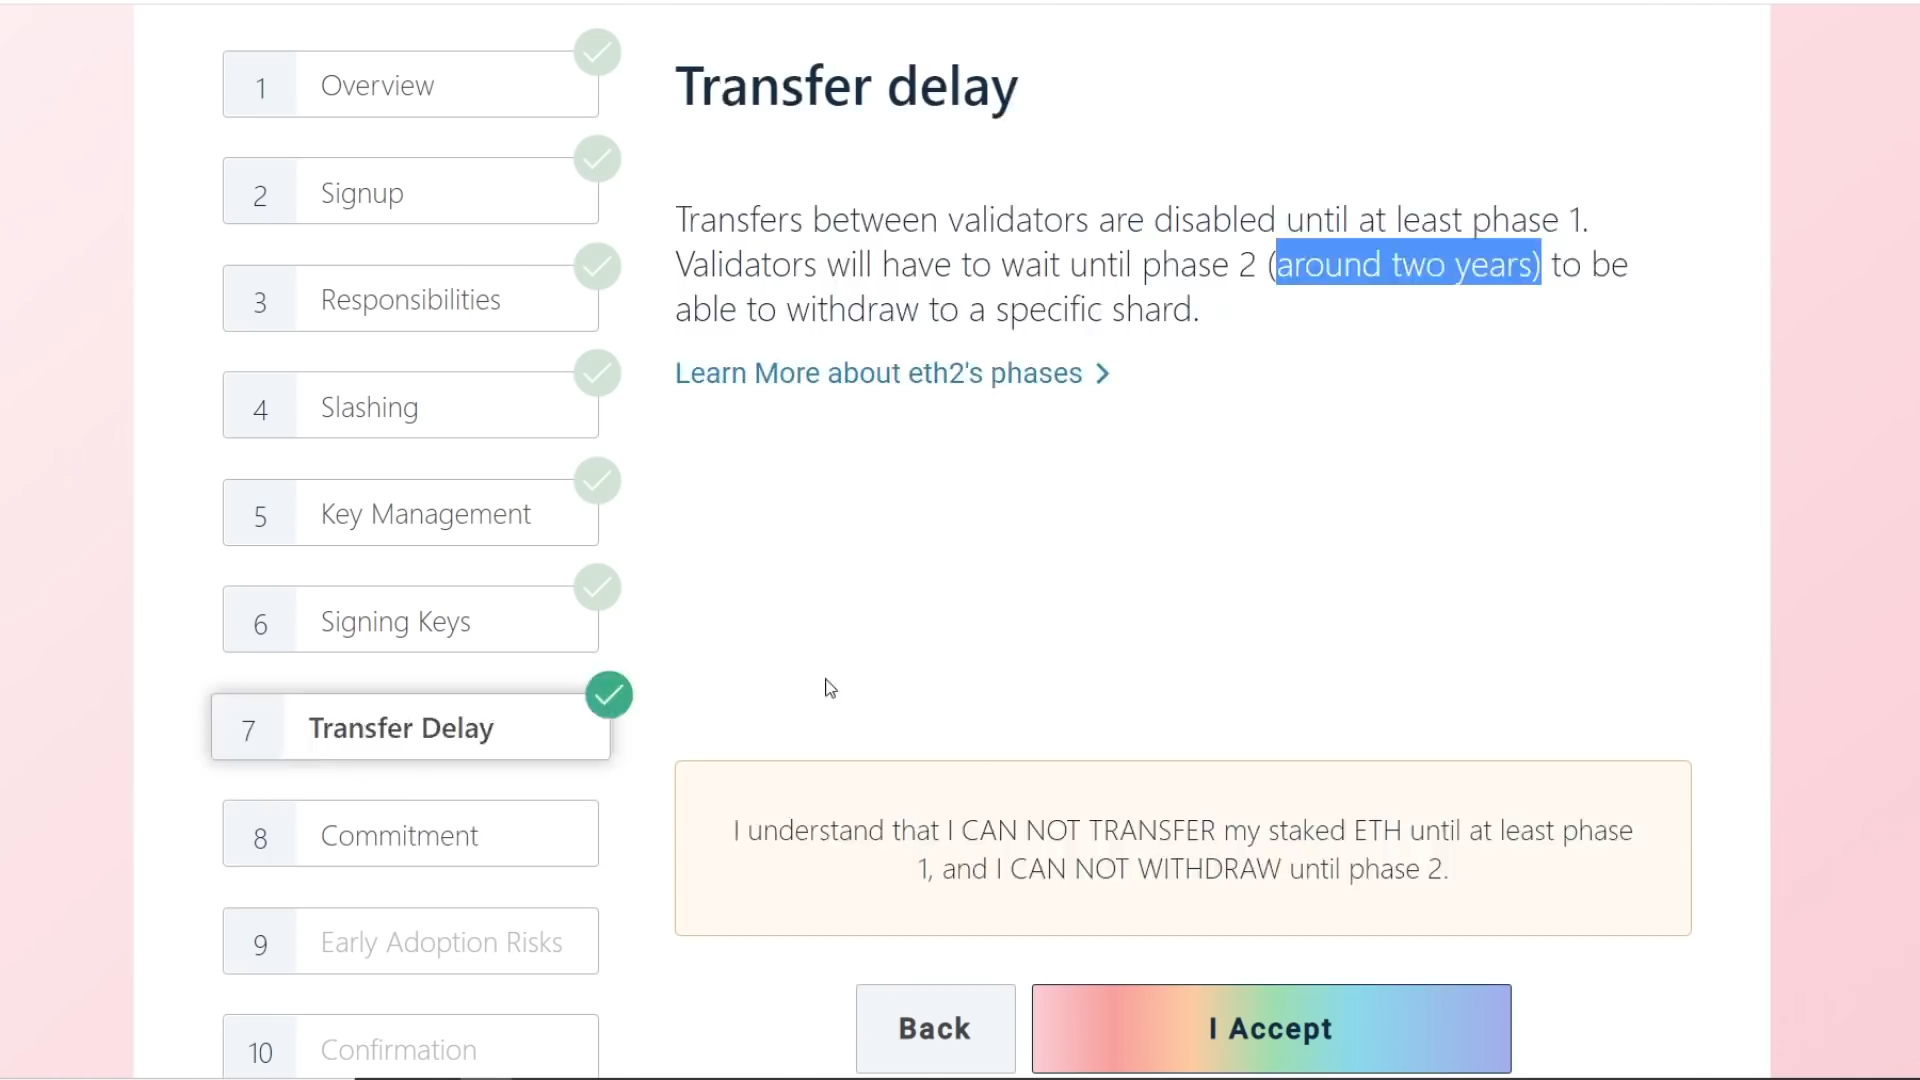 1 Overview
2 Signup
3 Responsibilities
4 Slashing
5 Key Management
6 Signing Keys
7 Transfer Delay
8 Commitment
9 Early Adoption Risks
10 Confirmation
Transfer delay
Transfers between validators are disabled until at least phase 1.
Validators will have to wait until phase 2 (around two years) to be
able to withdraw to a specific shard.
Learn More about eth2's phases
I understand that I CAN NOT TRANSFER my staked ETH until at least phase
1, and I CAN NOT WITHDRAW until phase 2.
Back
I Accept